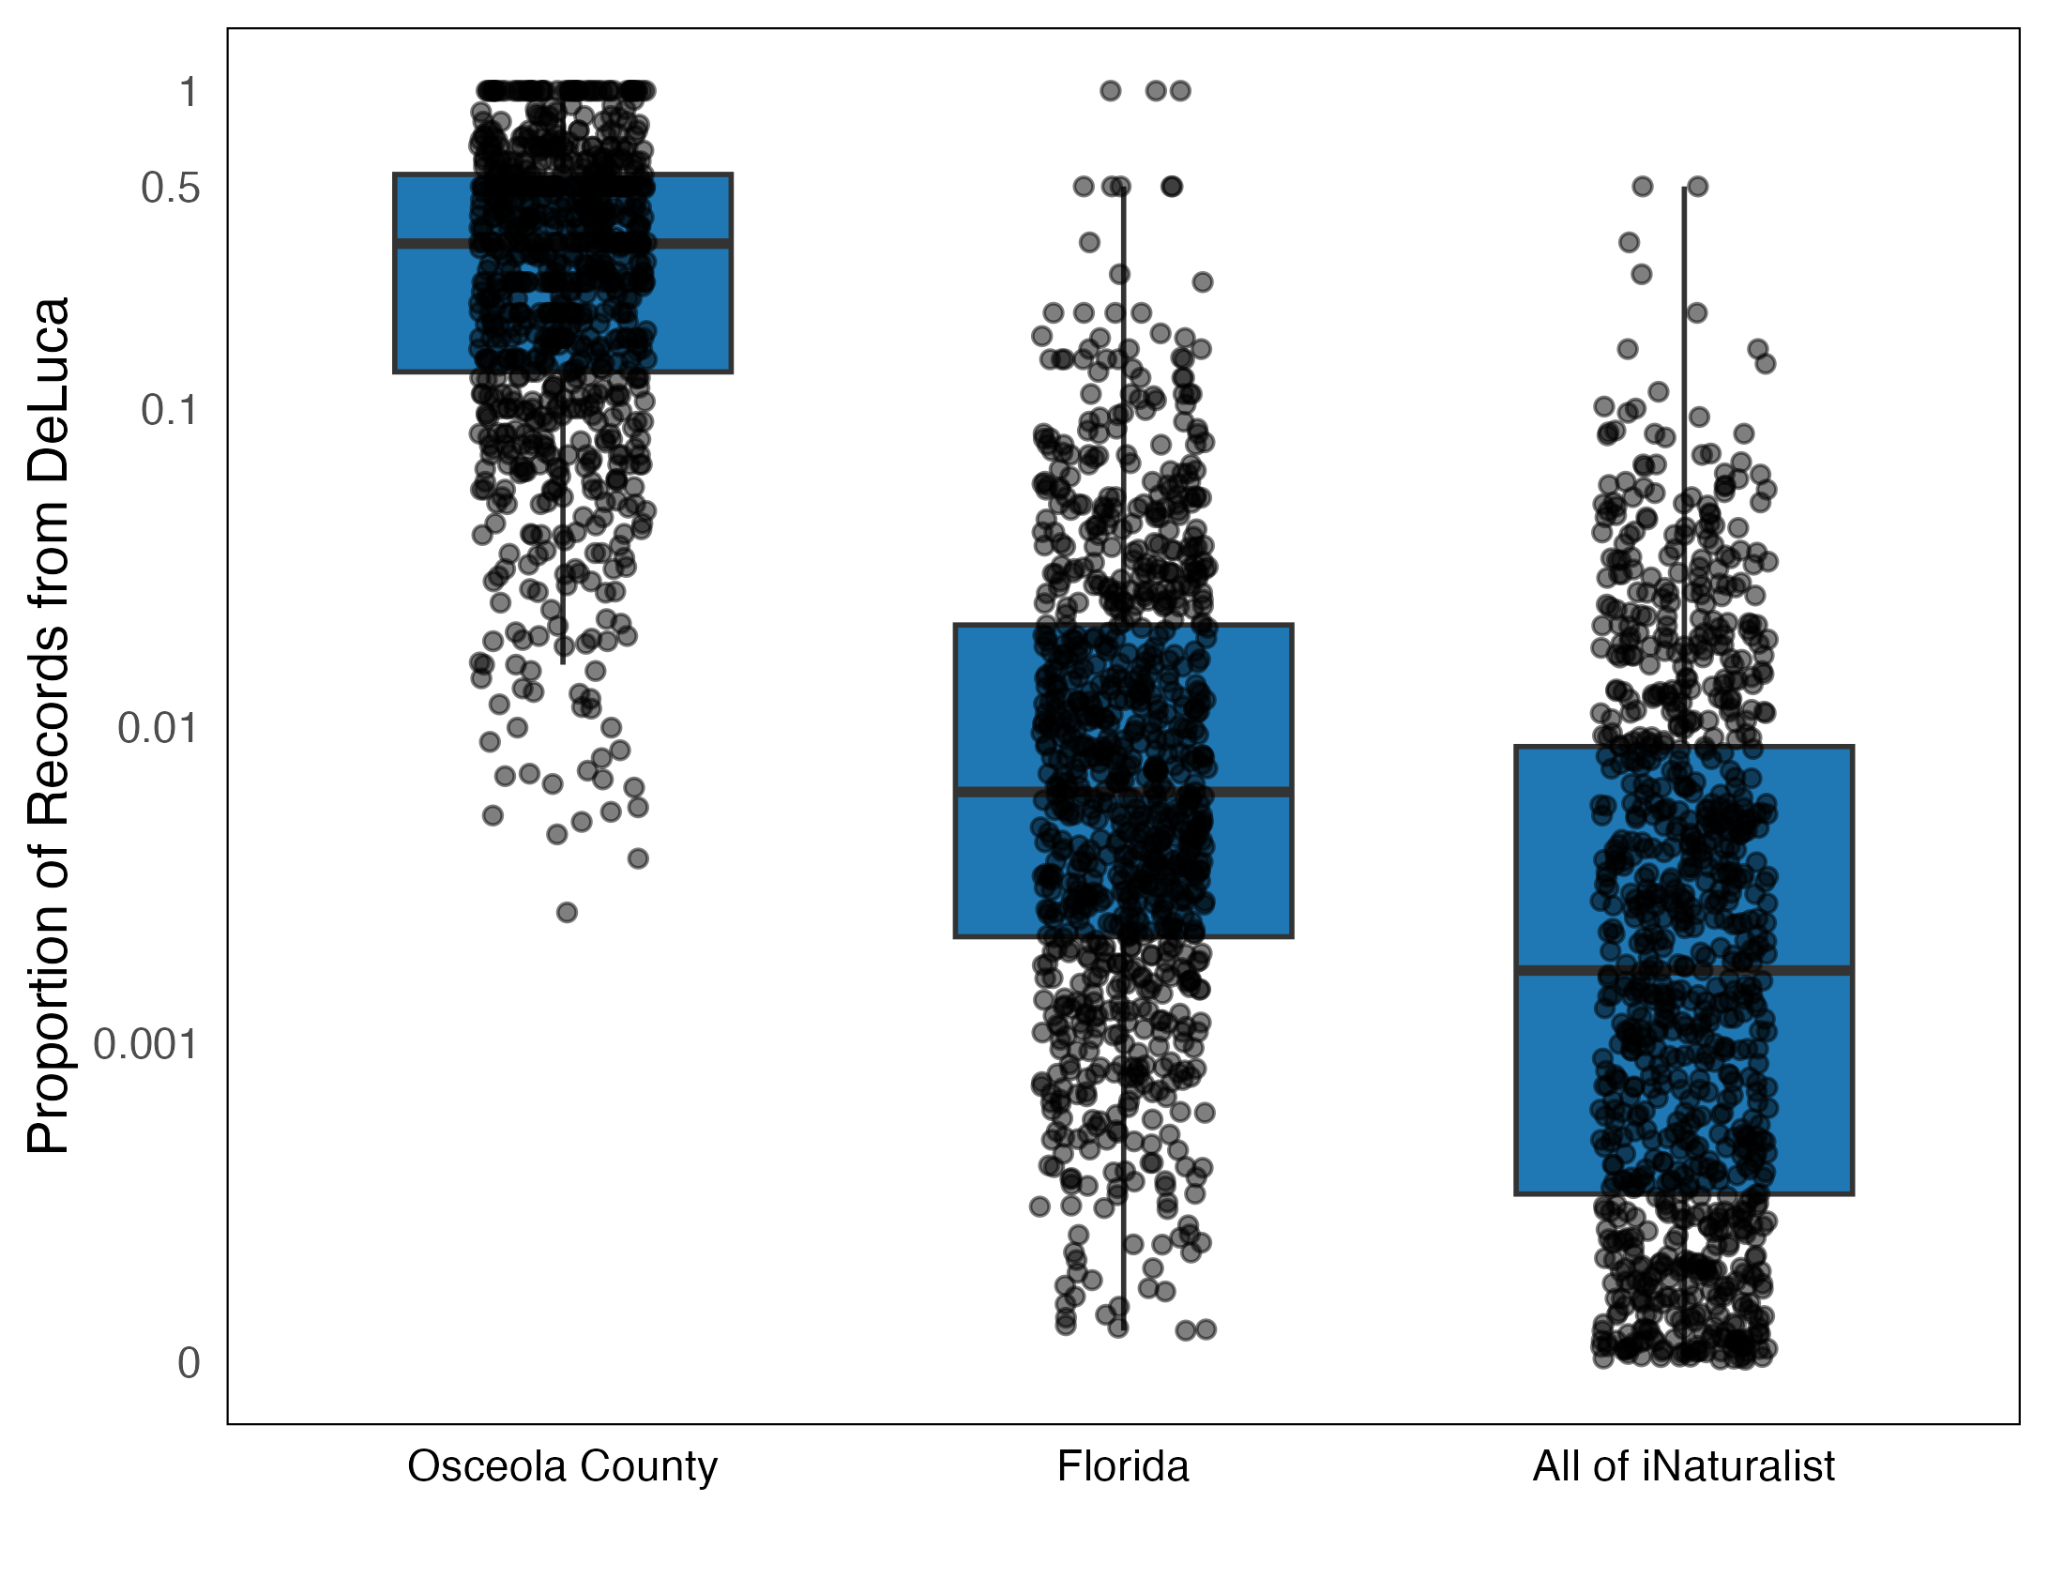 Proportion of Records from DeLuca
1
0.5
0.1
0.01
0.001
0
Osceola County
Florida
All of iNaturalist